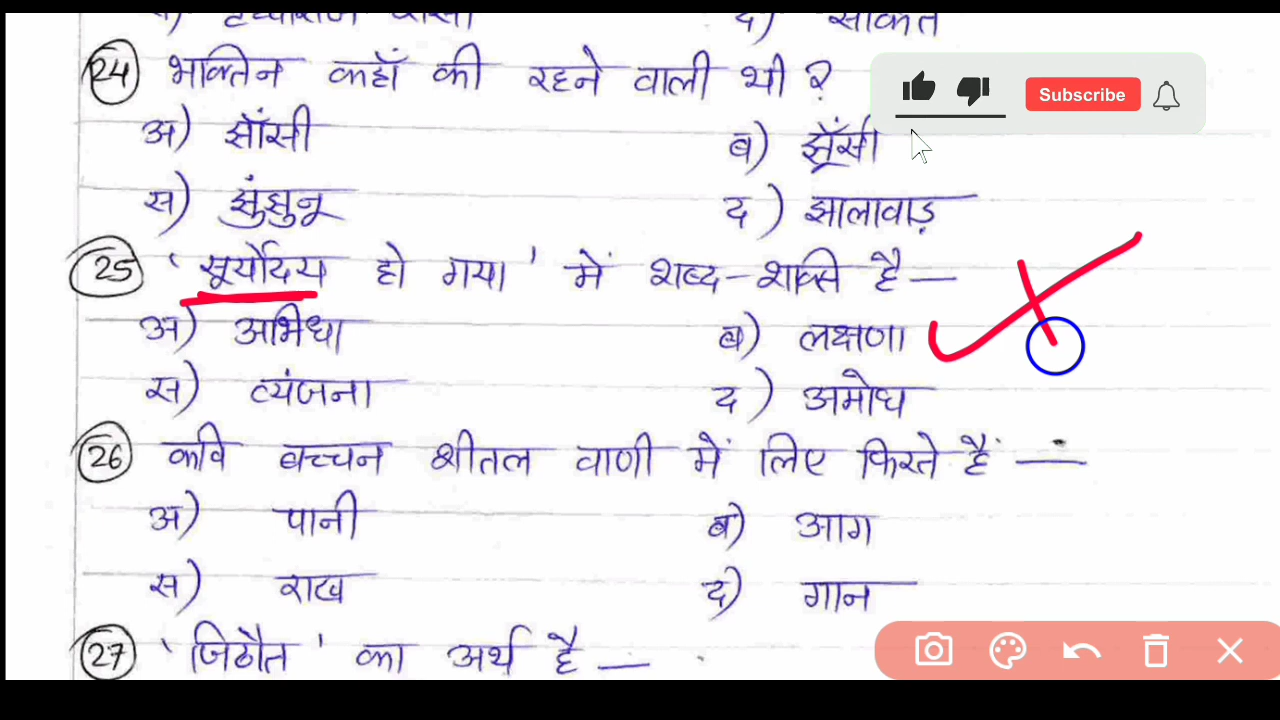 द) साकेत
24 भक्तिन कहाँ की रहने वाली थी ?
Subscribe
अ) झाँसी ब) झूँसी
स) झुंझुनू द) झालावाड़
25 'सूर्योदय हो गया' में शब्द-शक्ति है—
अ) अभिधा ब) लक्षणा
स) व्यंजना द) अमोघ
26 कवि बच्चन शीतल वाणी में लिए फिरते हैं —
अ) पानी ब) आग
स) राख द) गान
27 'जिठौत' का अर्थ है —